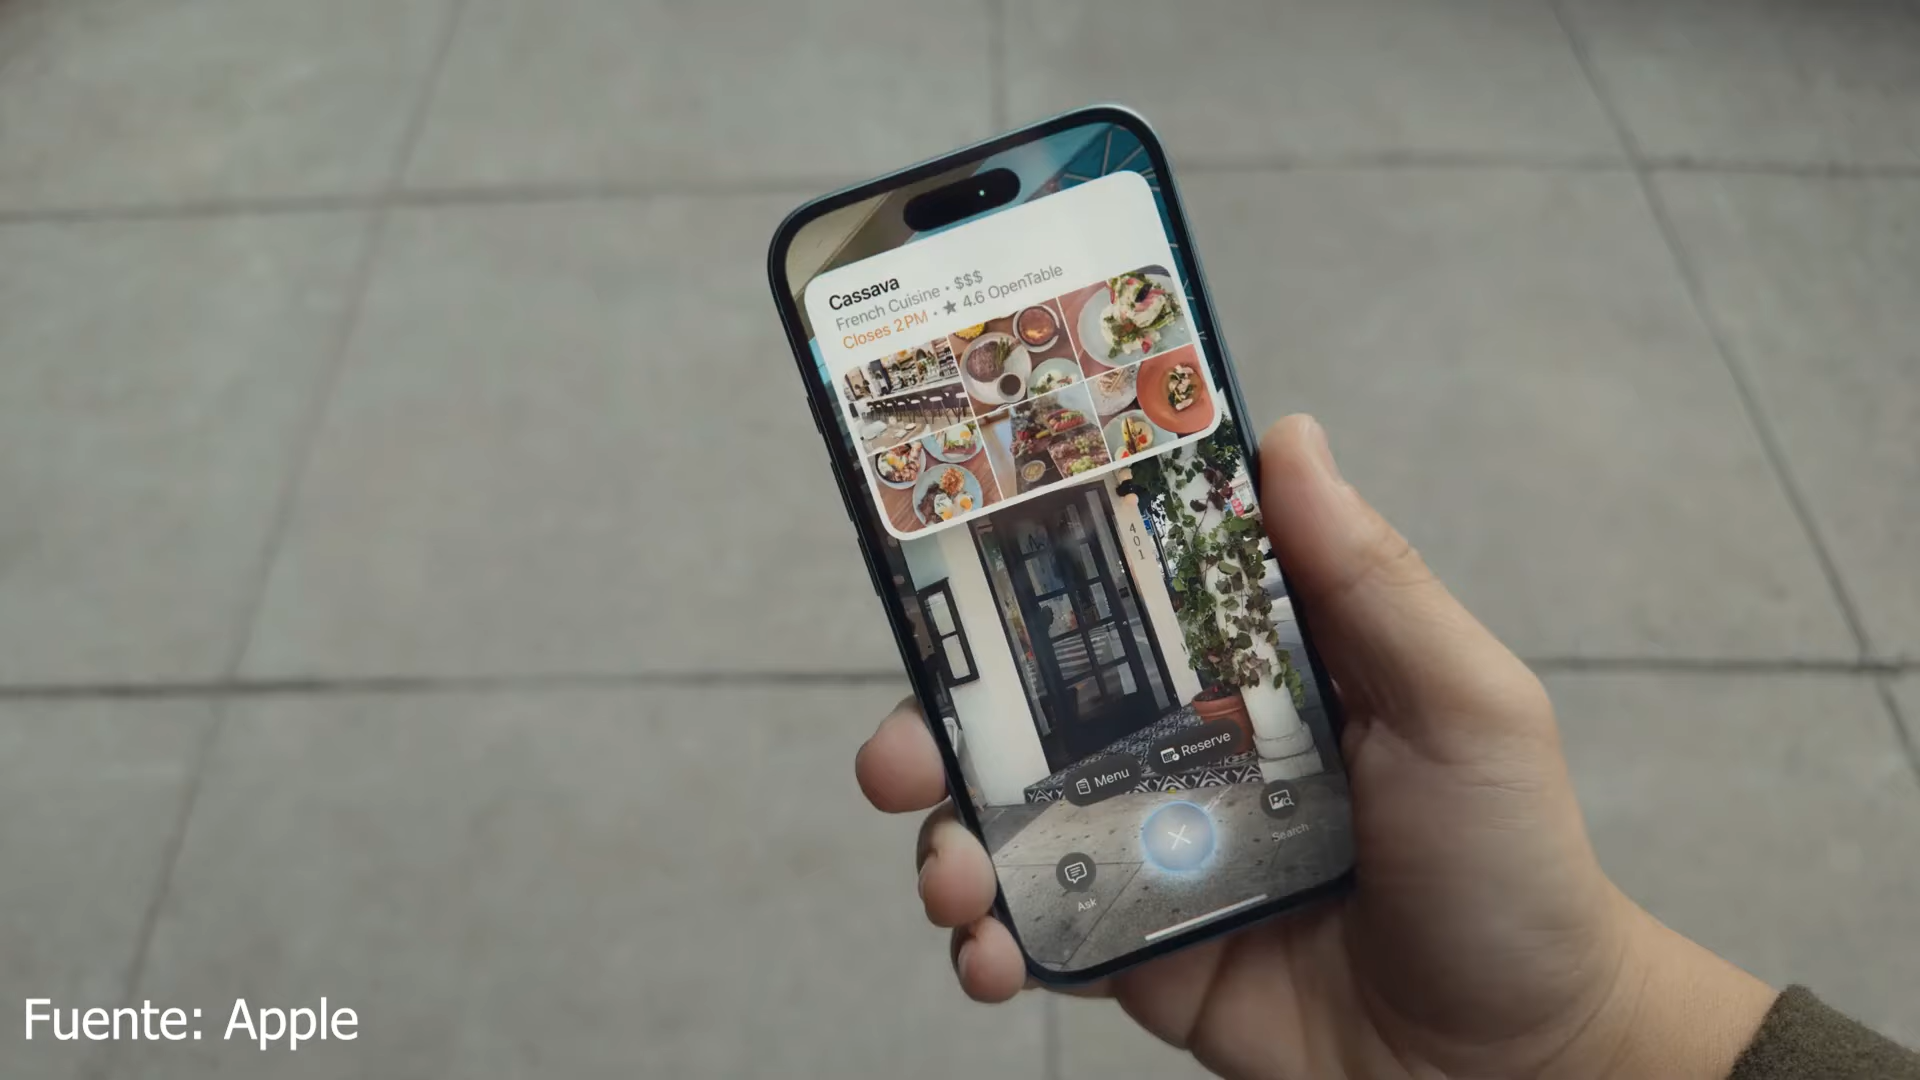 Cassava
French Cuisine • $$$
Closes 2PM • ★ 4.6 OpenTable
401
Menu
Reserve
Ask
Search
Fuente: Apple